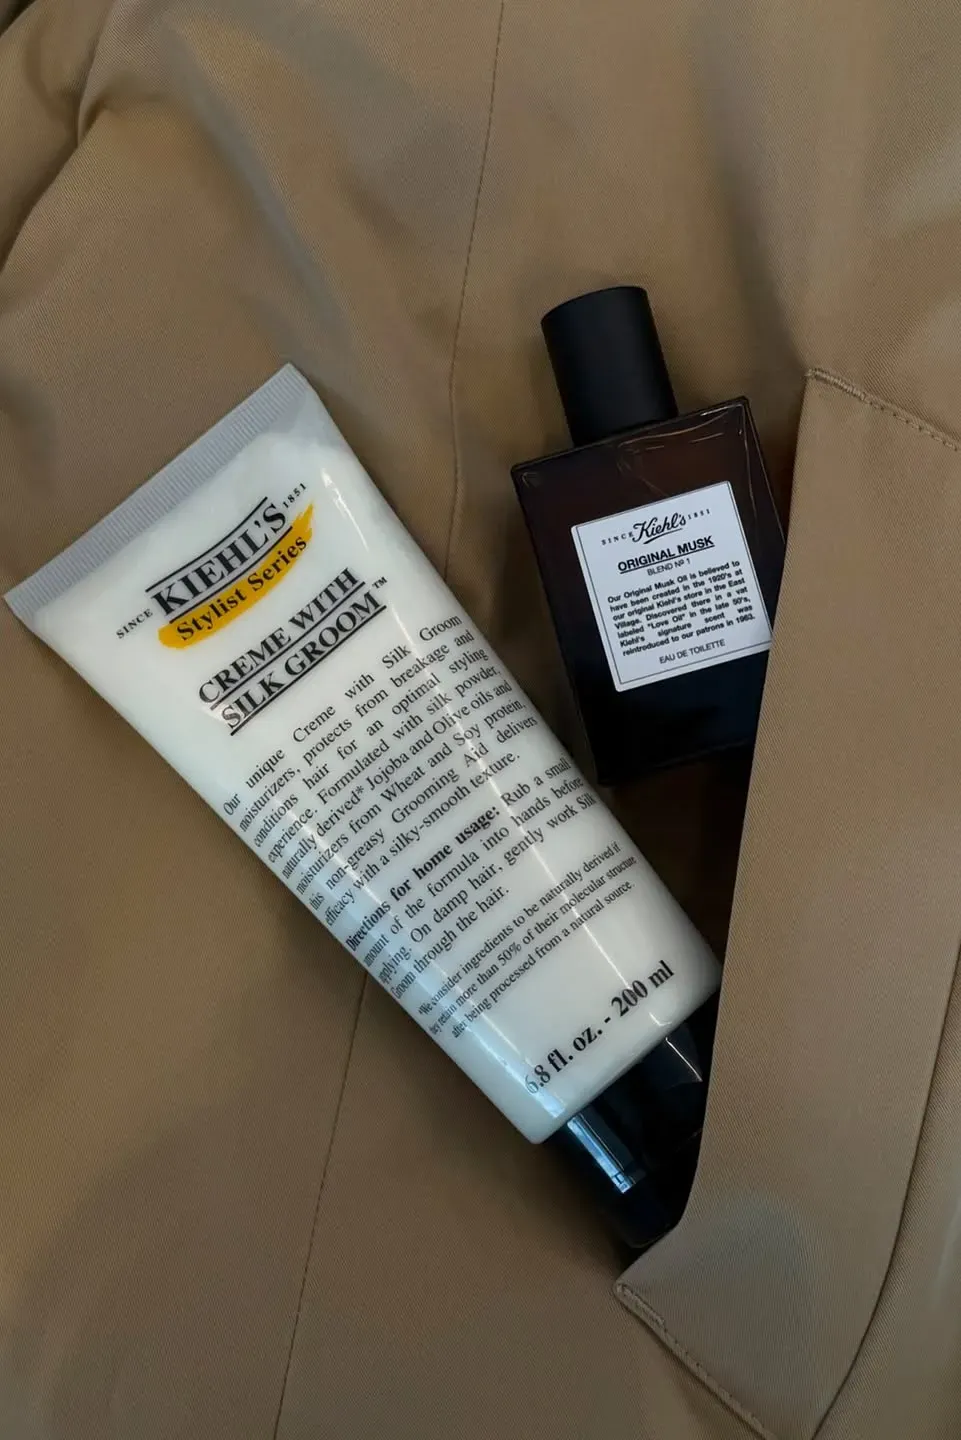 SINCE KIEHL'S 1851
Stylist Series
CREME WITH
SILK GROOM™
Our unique Creme with Silk Groom
moisturizers, protects from breakage and
conditions hair for an optimal styling
experience. Formulated with silk powder,
naturally derived* Jojoba and Olive oils and
moisturizers from Wheat and Soy protein,
this non-greasy Grooming Aid delivers
efficacy with a silky-smooth texture.
Directions for home usage: Rub a small
amount of the formula into hands before
applying. On damp hair, gently work Silk
Groom through the hair.
*We consider ingredients to be naturally derived if
they retain more than 50% of their molecular structure
after being processed from a natural source.
6.8 fl. oz. - 200 ml
SINCE Kiehl's 1851
ORIGINAL MUSK
BLEND Nº 1
Our Original Musk Oil is believed to
have been created in the 1920's at
our original Kiehl's store in the East
Village. Discovered there in a vat
labeled "Love Oil" in the late 50's,
Kiehl's signature scent was
reintroduced to our patrons in 1963.
EAU DE TOILETTE